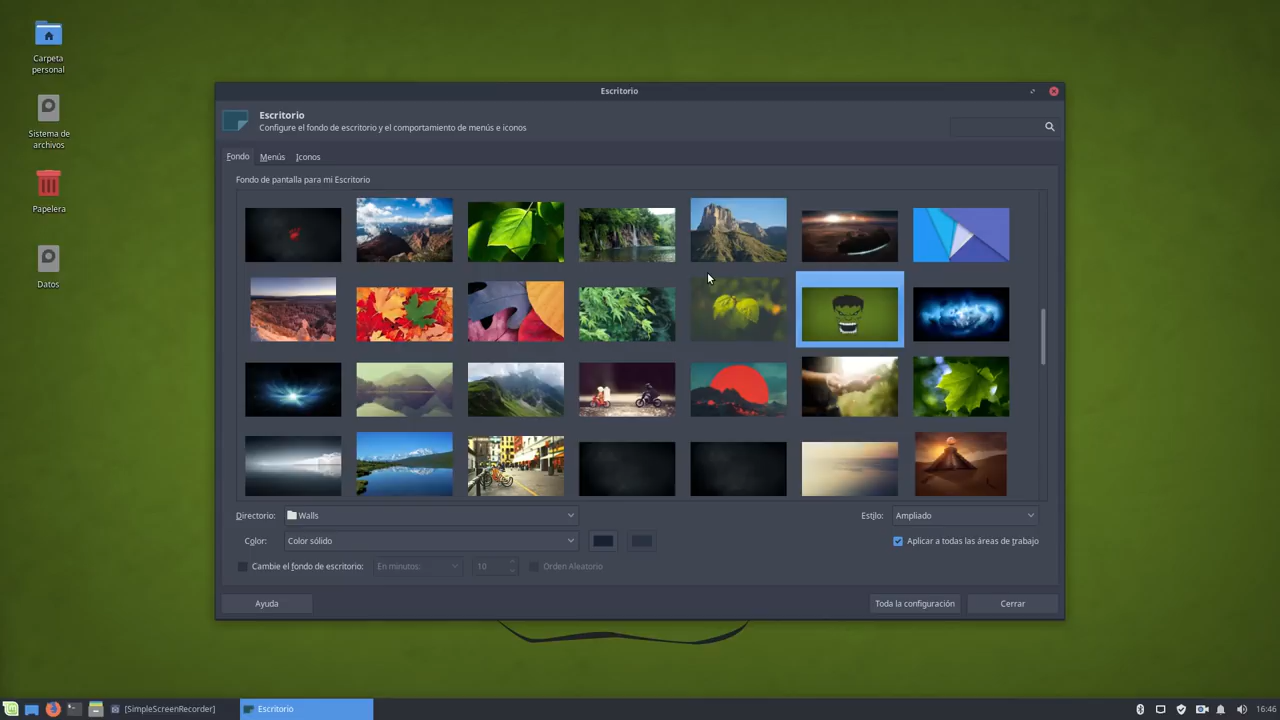 Carpeta
personal
Sistema de
archivos
Papelera
Datos
Escritorio
Escritorio
Configure el fondo de escritorio y el comportamiento de menús e iconos
Fondo Menús Iconos
Fondo de pantalla para mi Escritorio
Directorio: Walls Estilo: Ampliado
Color: Color sólido Aplicar a todas las áreas de trabajo
Cambie el fondo de escritorio: En minutos: 10 Orden Aleatorio
Ayuda Toda la configuración Cerrar
[SimpleScreenRecorder] Escritorio 16:46